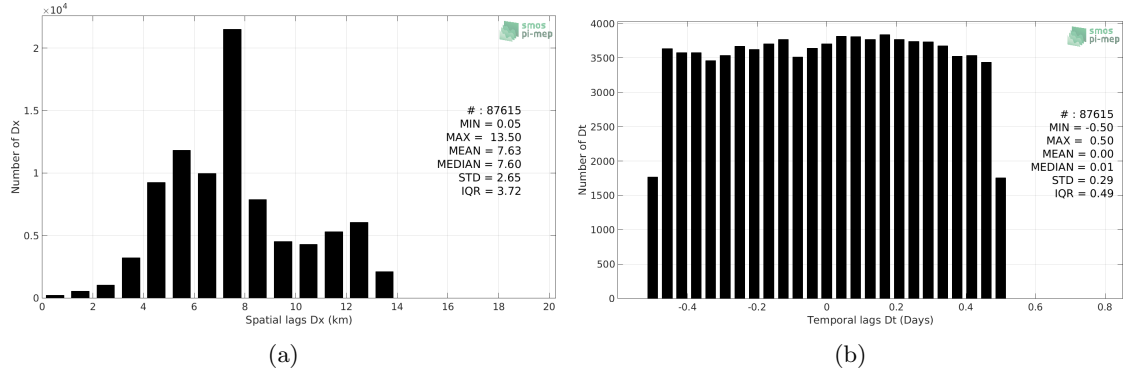 ×10⁴
2
1.5
1
0.5
0
0 2 4 6 8 10 12 14 16 18 20
Number of Dx
Spatial lags Dx (km)
smos
pi-mep
# : 87615
MIN = 0.05
MAX = 13.50
MEAN = 7.63
MEDIAN = 7.60
STD = 2.65
IQR = 3.72
(a)
4000
3500
3000
2500
2000
1500
1000
500
0
-0.4 -0.2 0 0.2 0.4 0.6 0.8
Number of Dt
Temporal lags Dt (Days)
smos
pi-mep
# : 87615
MIN = -0.50
MAX = 0.50
MEAN = 0.00
MEDIAN = 0.01
STD = 0.29
IQR = 0.49
(b)